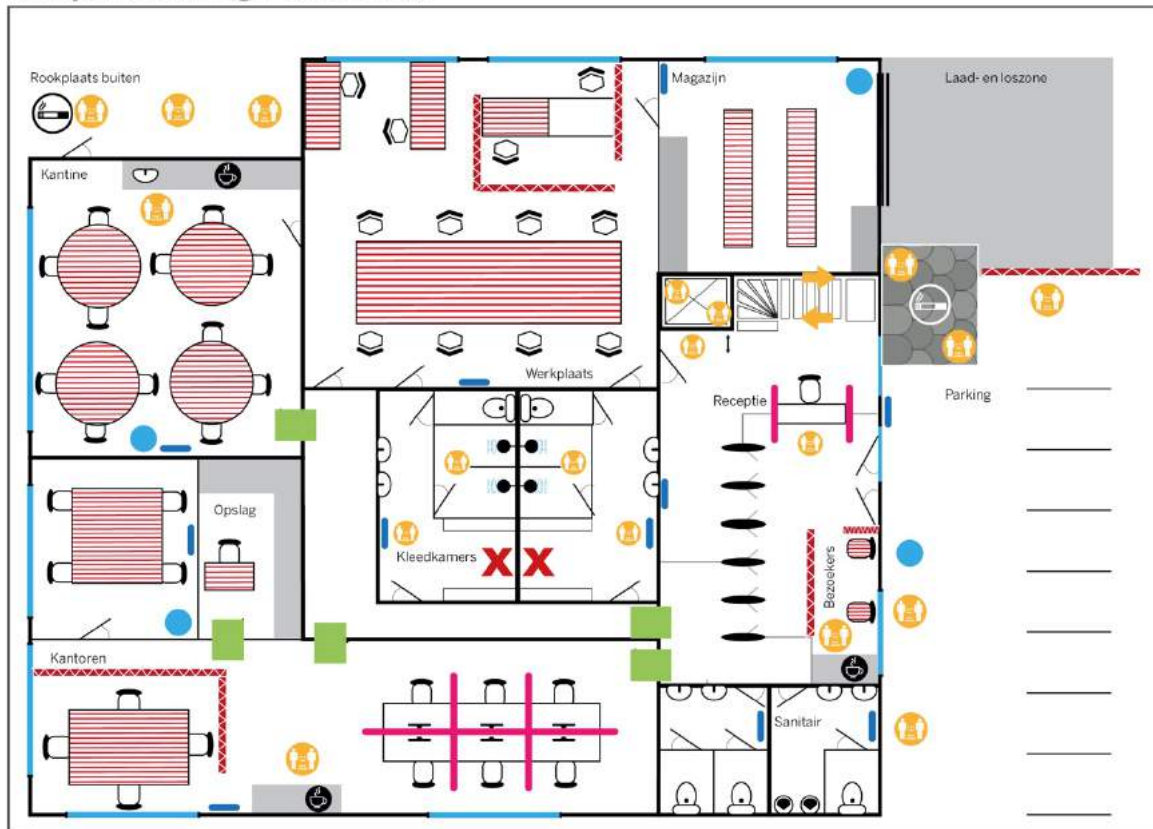 Rookplaats buiten
Magazijn
Laad- en loszone
Kantine
Werkplaats
Receptie
Parking
Opslag
Kleedkamers
Bezoekers
Kantoren
Sanitair